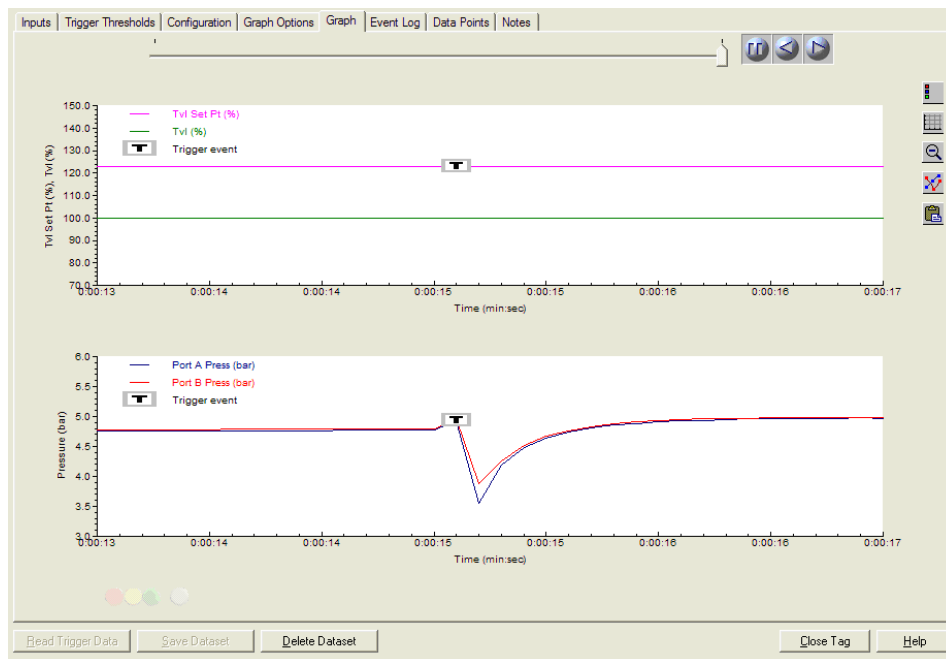 Inputs Trigger Thresholds Configuration Graph Options Graph Event Log Data Points Notes
Tvl Set Pt (%), Tvl (%)
150.0
140.0
130.0
120.0
110.0
100.0
90.0
80.0
70.0
Tvl Set Pt (%)
Tvl (%)
T Trigger event
T
0:00:13 0:00:14 0:00:15 0:00:15 0:00:16 0:00:16 0:00:17
Time (min:sec)
Pressure (bar)
6.0
5.5
5.0
4.5
4.0
3.5
3.0
Port A Press (bar)
Port B Press (bar)
T Trigger event
T
0:00:13 0:00:14 0:00:15 0:00:15 0:00:16 0:00:16 0:00:17
Time (min:sec)
Read Trigger Data Save Dataset Delete Dataset Close Tag Help